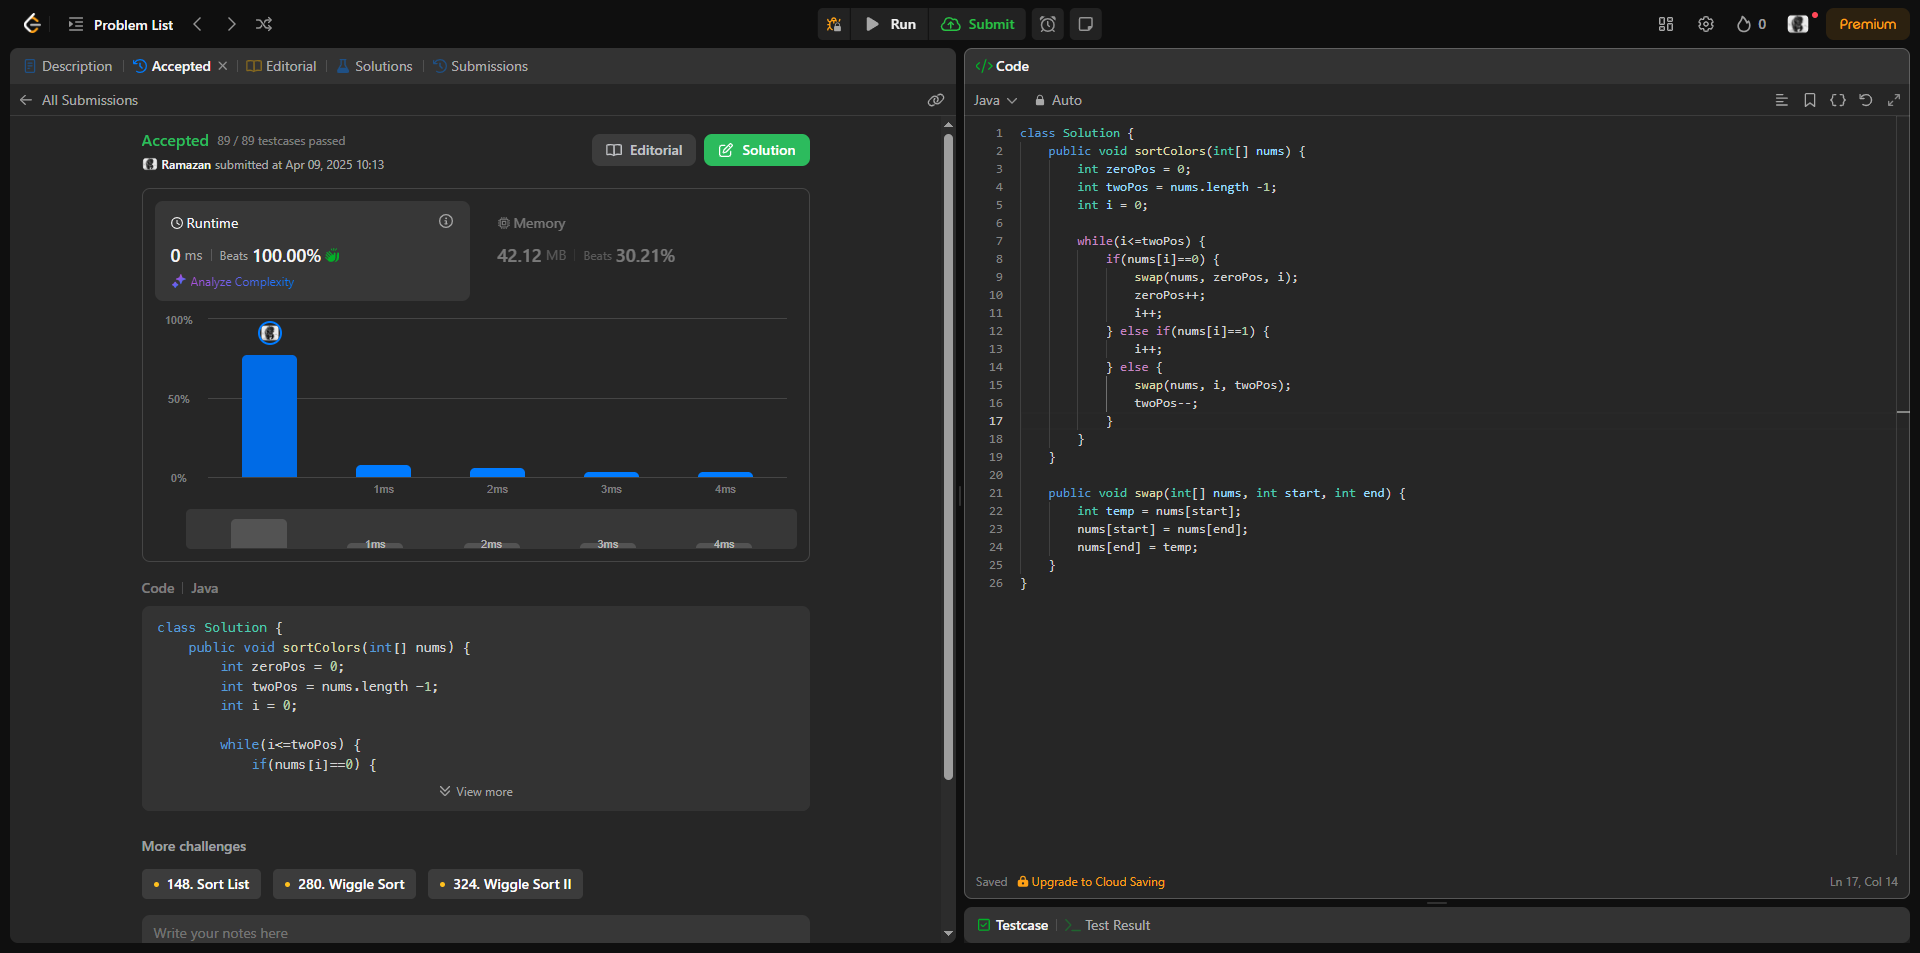 Problem List
Run
Submit
0
Premium
Description
Accepted
Editorial
Solutions
Submissions
All Submissions
Accepted 89 / 89 testcases passed
Ramazan submitted at Apr 09, 2025 10:13
Editorial
Solution
Runtime
0 ms Beats 100.00%
Analyze Complexity
Memory
42.12 MB Beats 30.21%
100%
50%
0%
1ms 2ms 3ms 4ms
1ms 2ms 3ms 4ms
Code Java
class Solution {
    public void sortColors(int[] nums) {
        int zeroPos = 0;
        int twoPos = nums.length -1;
        int i = 0;
        while(i<=twoPos) {
            if(nums[i]==0) {
View more
More challenges
148. Sort List
280. Wiggle Sort
324. Wiggle Sort II
Write your notes here
</> Code
Java Auto
1 class Solution {
2     public void sortColors(int[] nums) {
3         int zeroPos = 0;
4         int twoPos = nums.length -1;
5         int i = 0;
6
7         while(i<=twoPos) {
8             if(nums[i]==0) {
9                 swap(nums, zeroPos, i);
10                 zeroPos++;
11                 i++;
12             } else if(nums[i]==1) {
13                 i++;
14             } else {
15                 swap(nums, i, twoPos);
16                 twoPos--;
17             }
18         }
19     }
20
21     public void swap(int[] nums, int start, int end) {
22         int temp = nums[start];
23         nums[start] = nums[end];
24         nums[end] = temp;
25     }
26 }
Saved Upgrade to Cloud Saving
Ln 17, Col 14
Testcase
Test Result